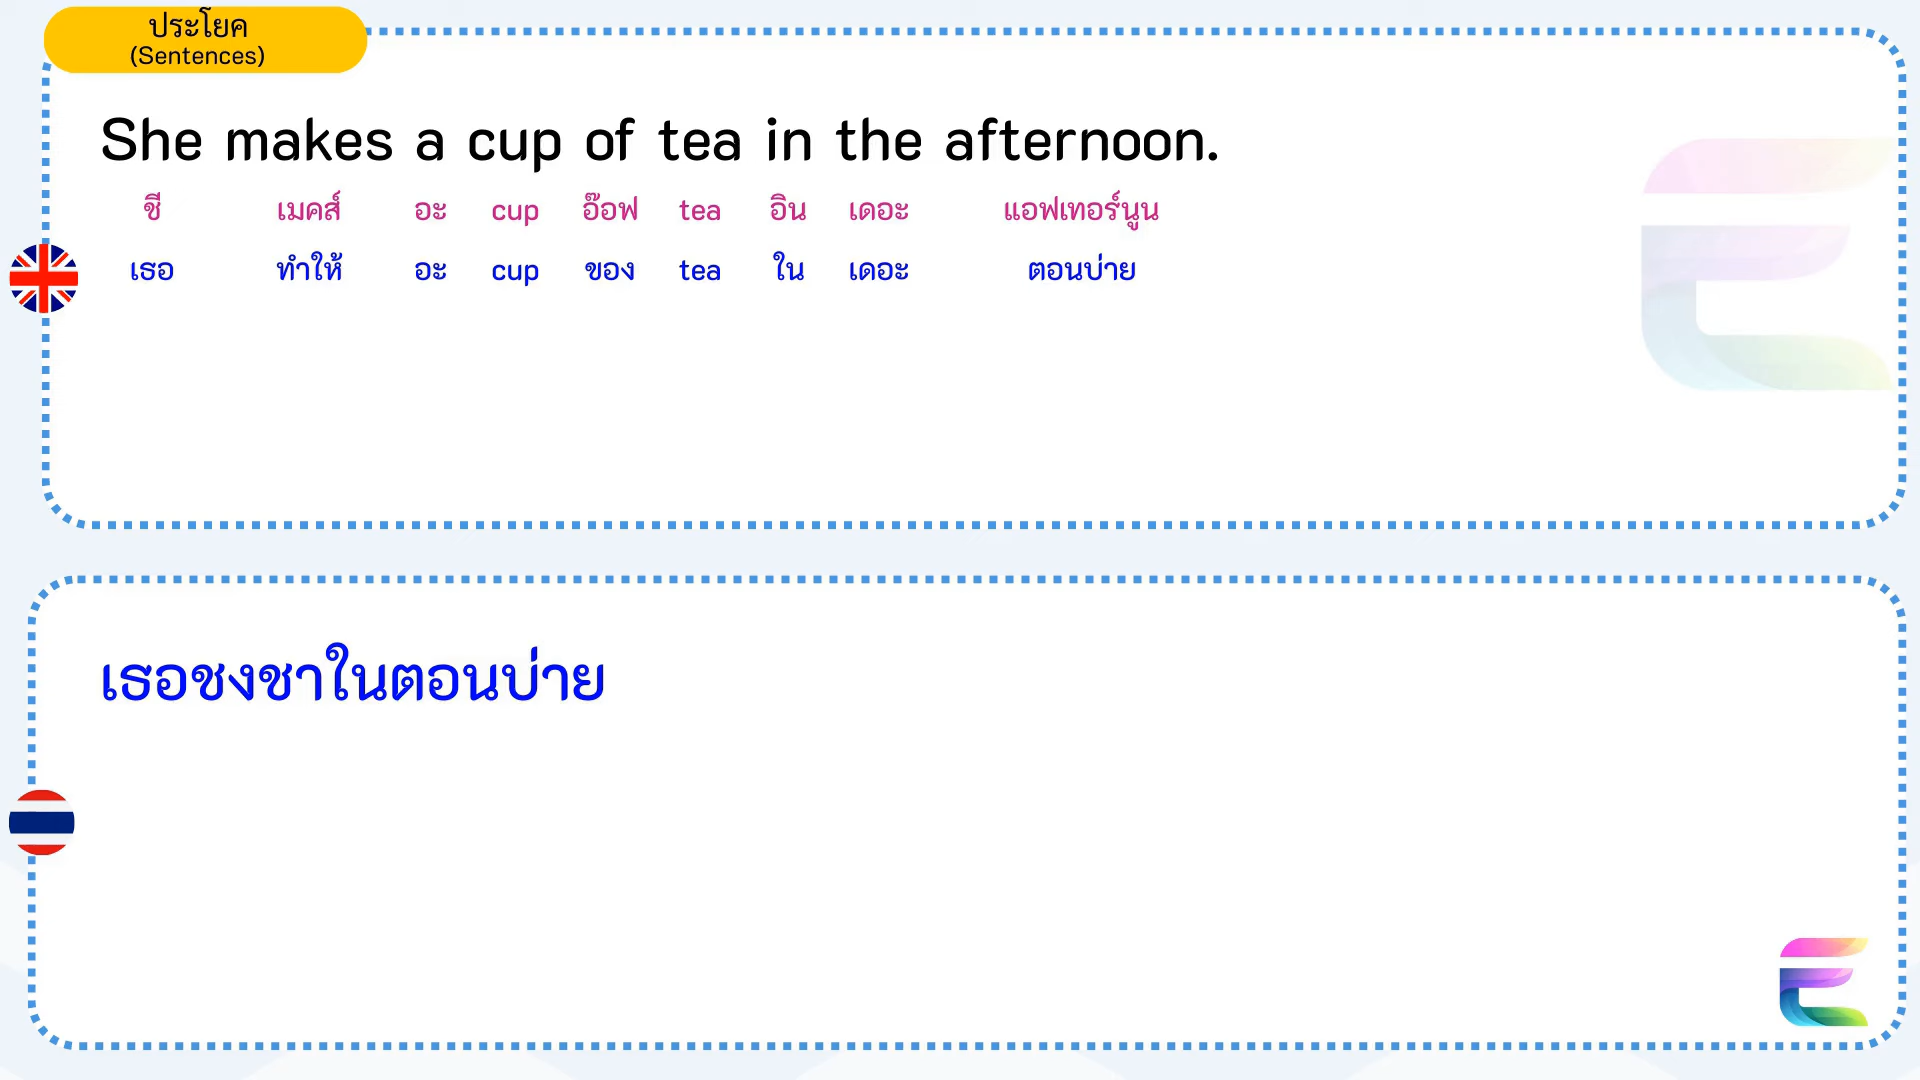 ประโยค
(Sentences)
She makes a cup of tea in the afternoon.
ชี เมคส์ อะ cup อ๊อฟ tea อิน เดอะ แอฟเทอร์นูน
เธอ ทำให้ อะ cup ของ tea ใน เดอะ ตอนบ่าย
เธอชงชาในตอนบ่าย